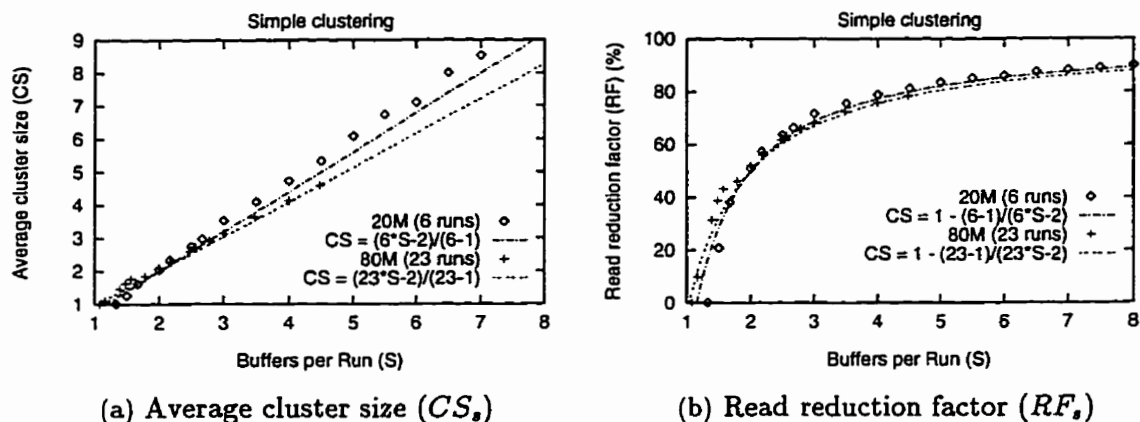 Simple clustering
Average cluster size (CS)
9
8
7
6
5
4
3
2
1
20M (6 runs)
CS = (6*S-2)/(6-1)
80M (23 runs)
CS = (23*S-2)/(23-1)
1 2 3 4 5 6 7 8
Buffers per Run (S)
(a) Average cluster size (CSₛ)
Simple clustering
Read reduction factor (RF) (%)
100
80
60
40
20
0
20M (6 runs)
CS = 1 - (6-1)/(6*S-2)
80M (23 runs)
CS = 1 - (23-1)/(23*S-2)
1 2 3 4 5 6 7 8
Buffers per Run (S)
(b) Read reduction factor (RFₛ)